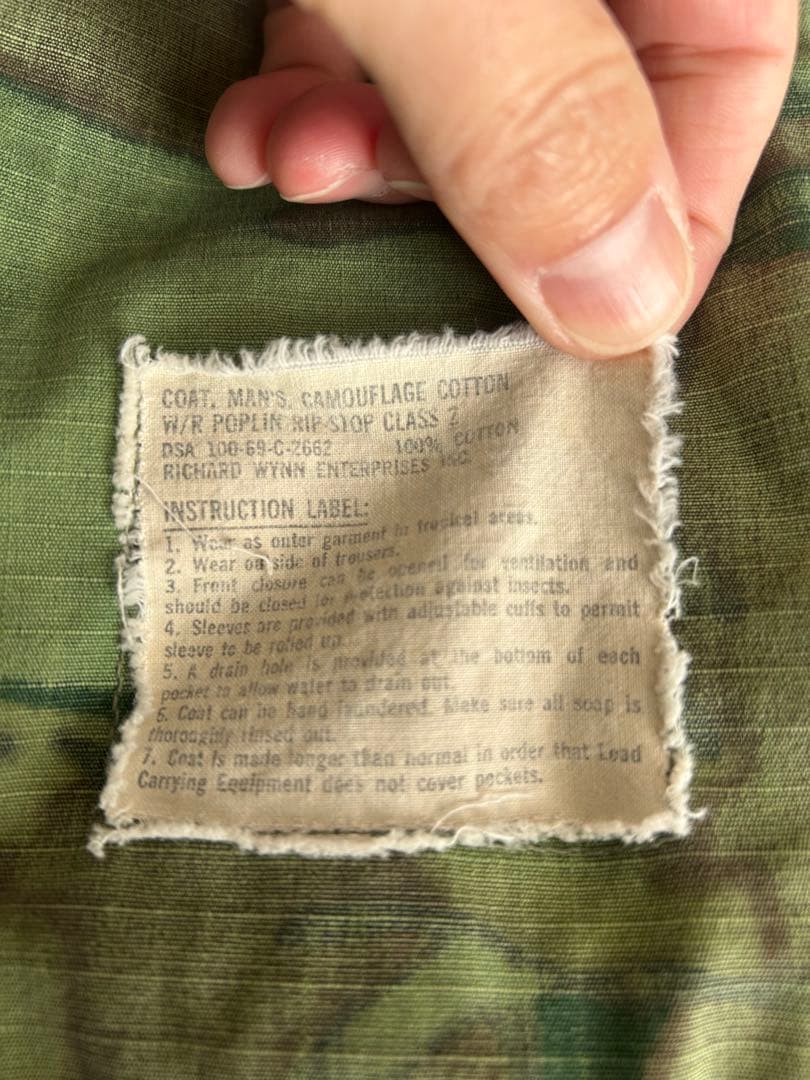 COAT, MAN'S, CAMOUFLAGE COTTON
W/R POPLIN RIP-STOP CLASS 2
DSA 100-69-C-2662 100% COTTON
RICHARD WYNN ENTERPRISES INC.
INSTRUCTION LABEL:
1. Wear as outer garment in tropical areas.
2. Wear outside of trousers.
3. Front closure can be opened for ventilation and
should be closed for protection against insects.
4. Sleeves are provided with adjustable cuffs to permit
sleeve to be rolled up.
5. A drain hole is provided at the bottom of each
pocket to allow water to drain out.
6. Coat can be hand laundered. Make sure all soap is
thoroughly rinsed out.
7. Coat is made longer than normal in order that Load
Carrying Equipment does not cover pockets.